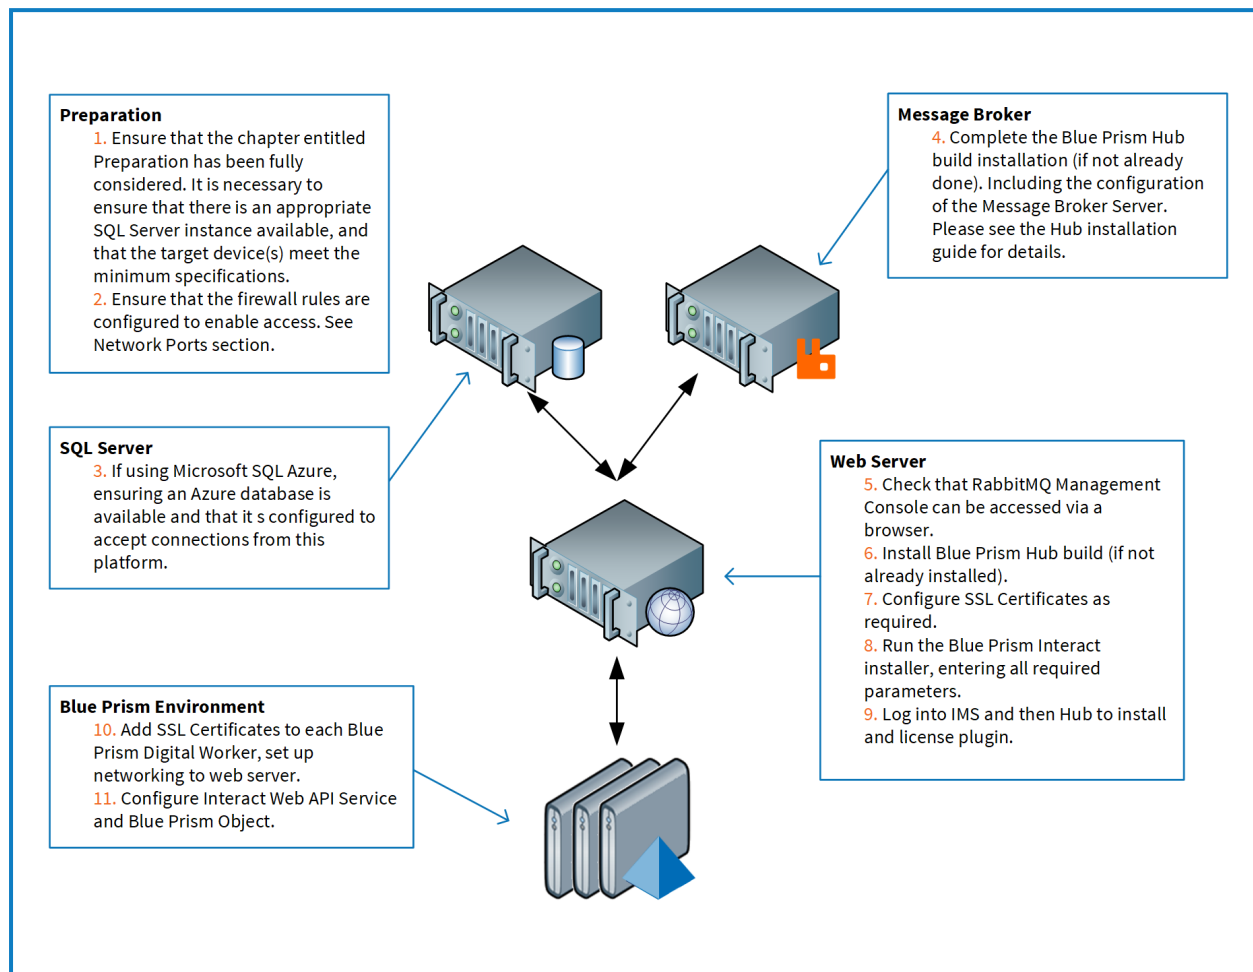 Preparation
1. Ensure that the chapter entitled
Preparation has been fully
considered. It is necessary to
ensure that there is an appropriate
SQL Server instance available, and
that the target device(s) meet the
minimum specifications.
2. Ensure that the firewall rules are
configured to enable access. See
Network Ports section.
Message Broker
4. Complete the Blue Prism Hub
build installation (if not already
done). Including the configuration
of the Message Broker Server.
Please see the Hub installation
guide for details.
SQL Server
3. If using Microsoft SQL Azure,
ensuring an Azure database is
available and that it s configured to
accept connections from this
platform.
Web Server
5. Check that RabbitMQ Management
Console can be accessed via a
browser.
6. Install Blue Prism Hub build (if not
already installed).
7. Configure SSL Certificates as
required.
8. Run the Blue Prism Interact
installer, entering all required
parameters.
9. Log into IMS and then Hub to install
and license plugin.
Blue Prism Environment
10. Add SSL Certificates to each Blue
Prism Digital Worker, set up
networking to web server.
11. Configure Interact Web API Service
and Blue Prism Object.